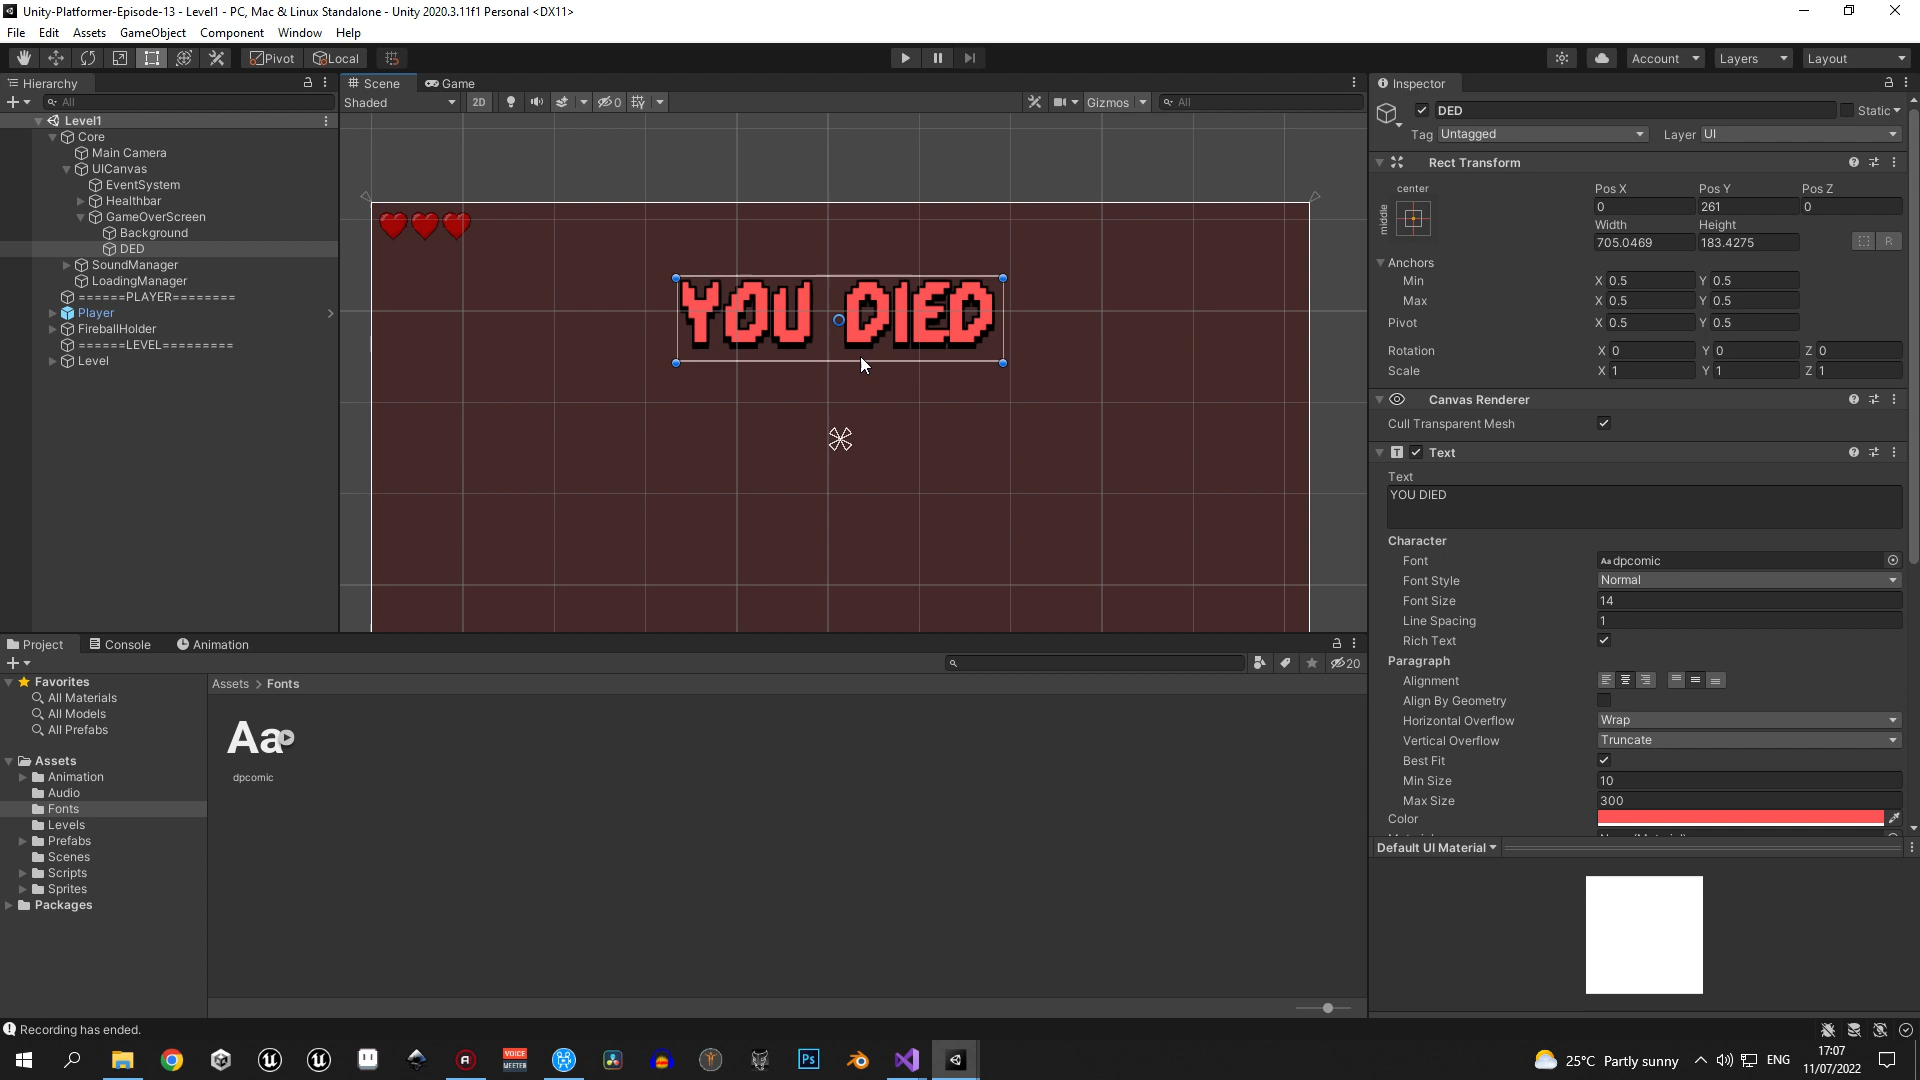 Unity-Platformer-Episode-13 - Level1 - PC, Mac & Linux Standalone - Unity 2020.3.11f1 Personal <DX11>
File Edit Assets GameObject Component Window Help
Pivot Local Account Layers Layout
Hierarchy
All
Level1
Core
Main Camera
UICanvas
EventSystem
Healthbar
GameOverScreen
Background
DED
SoundManager
LoadingManager
======PLAYER========
Player
FireballHolder
======LEVEL=========
Level
Scene Game
Shaded 2D 0 Gizmos All
YOU DIED
Inspector
DED Static
Tag Untagged Layer UI
Rect Transform
center
middle
Pos X Pos Y Pos Z
0 261 0
Width Height
705.0469 183.4275
R
Anchors
Min X 0.5 Y 0.5
Max X 0.5 Y 0.5
Pivot X 0.5 Y 0.5
Rotation X 0 Y 0 Z 0
Scale X 1 Y 1 Z 1
Canvas Renderer
Cull Transparent Mesh
Text
Text
YOU DIED
Character
Font Aa dpcomic
Font Style Normal
Font Size 14
Line Spacing 1
Rich Text
Paragraph
Alignment
Align By Geometry
Horizontal Overflow Wrap
Vertical Overflow Truncate
Best Fit
Min Size 10
Max Size 300
Color
Default UI Material
Project Console Animation
20
Favorites
All Materials
All Models
All Prefabs
Assets
Animation
Audio
Fonts
Levels
Prefabs
Scenes
Scripts
Sprites
Packages
Assets > Fonts
Aa
dpcomic
Recording has ended.
VOICE
MEETER
Ps
25°C Partly sunny
ENG
17:07
11/07/2022